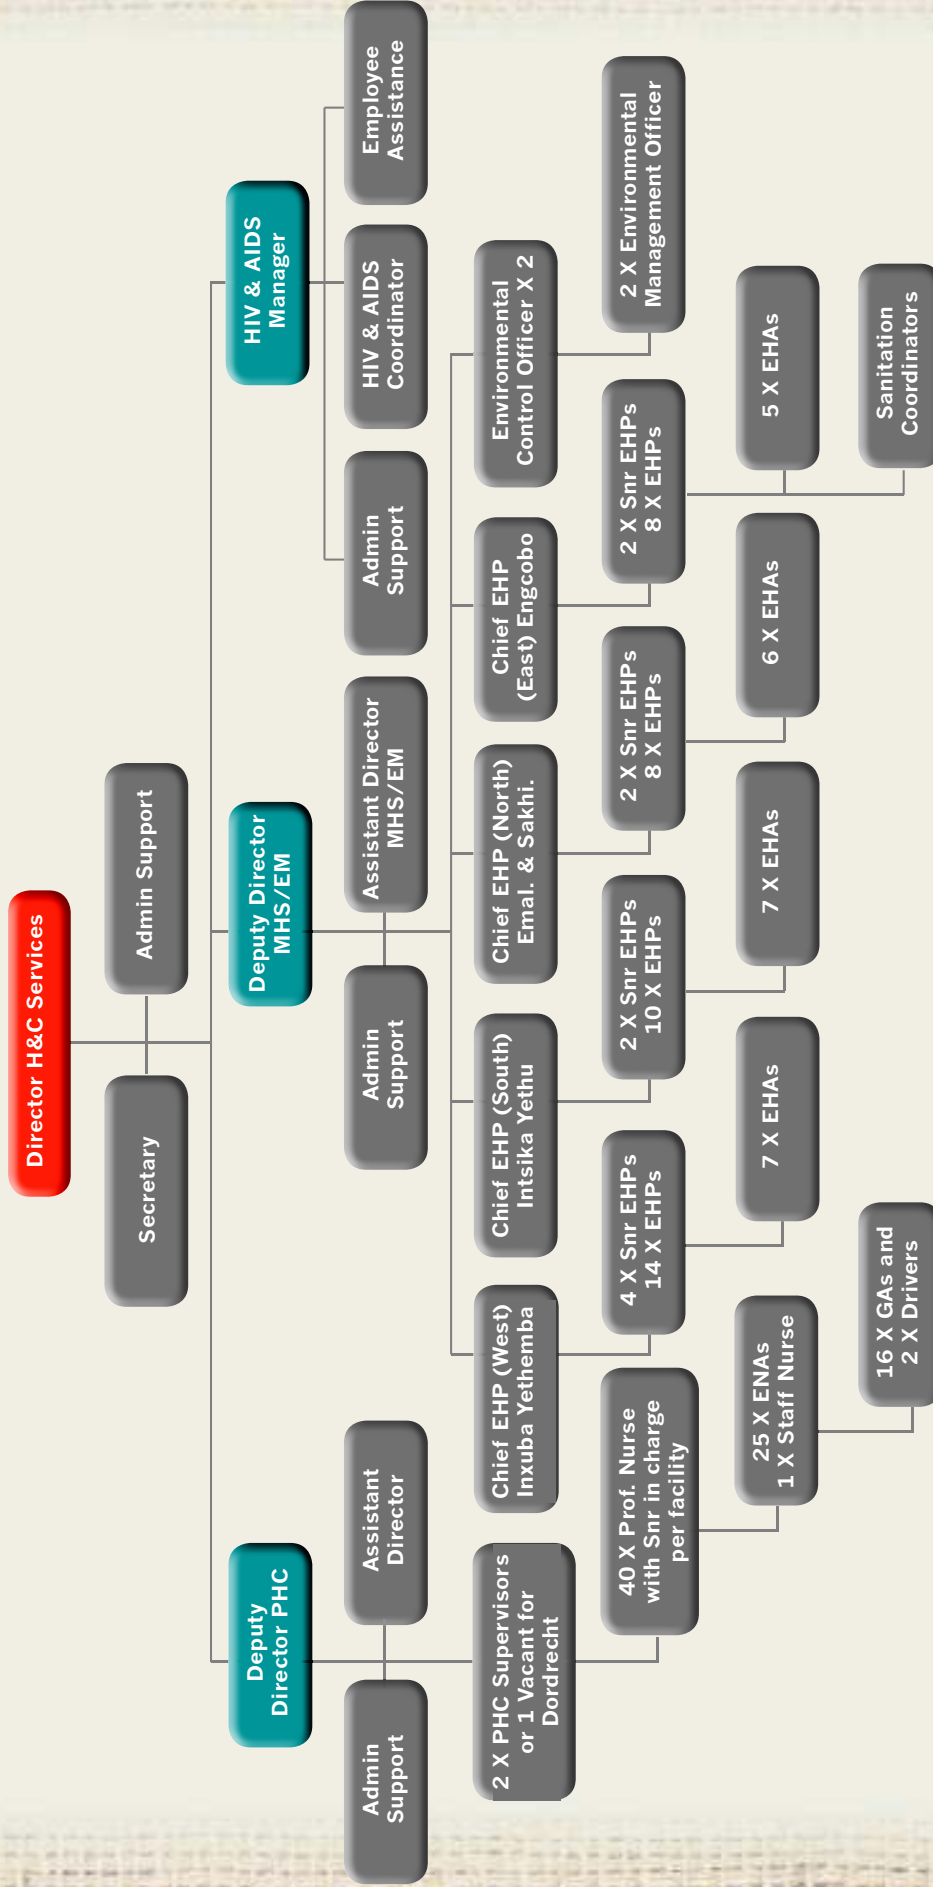 Director H&C Services
Secretary
Admin Support
Deputy
Director PHC
Deputy Director
MHS/EM
HIV & AIDS
Manager
Admin
Support
Assistant
Director
Admin
Support
Assistant Director
MHS/EM
Admin
Support
HIV & AIDS
Coordinator
Employee
Assistance
2 X PHC Supervisors
or 1 Vacant for
Dordrecht
Chief EHP (West)
Inxuba Yethemba
Chief EHP (South)
Intsika Yethu
Chief EHP (North)
Emal. & Sakhi.
Chief EHP
(East) Engcobo
Environmental
Control Officer X 2
40 X Prof. Nurse
with Snr in charge
per facility
4 X Snr EHPs
14 X EHPs
2 X Snr EHPs
10 X EHPs
2 X Snr EHPs
8 X EHPs
2 X Snr EHPs
8 X EHPs
2 X Environmental
Management Officer
25 X ENAs
1 X Staff Nurse
7 X EHAs
7 X EHAs
6 X EHAs
5 X EHAs
16 X GAs and
2 X Drivers
Sanitation
Coordinators